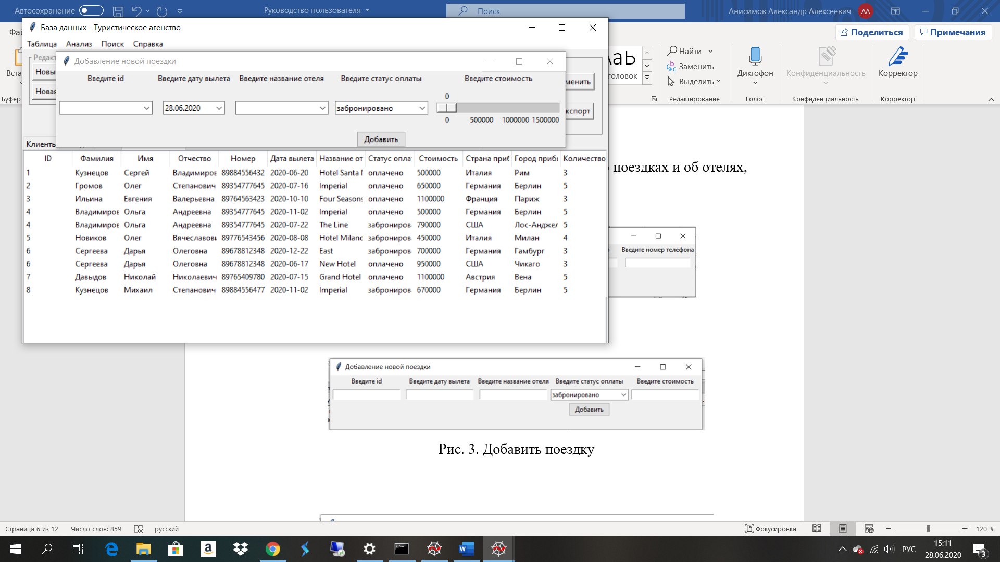 Автосохранение
Руководство пользователя
Поиск
Анисимов Александр Алексеевич
АА
База данных - Туристическое агенство
Поделиться
Примечания
Таблица Анализ Поиск Справка
Добавление новой поездки
Введите id Введите дату вылета Введите название отеля Введите статус оплаты Введите стоимость
0
28.06.2020 забронировано
0 500000 1000000 1500000
Добавить
Найти
Заменить
Выделить
Редактирование
Диктофон
Голос
Конфиденциальность
Конфиденциальность
Корректор
Корректор
Буфер
Клиенты
ID Фамилия Имя Отчество Номер Дата вылета Название от Статус опла Стоимость Страна приб Город прибы Количество
1 Кузнецов Сергей Владимиров 89884556432 2020-06-20 Hotel Santa оплачено 500000 Италия Рим 3
2 Громов Олег Степанович 89354777645 2020-07-16 Imperial оплачено 650000 Германия Берлин 5
3 Ильина Евгения Валерьевна 89764563423 2020-10-10 Four Seasons оплачено 1100000 Франция Париж 3
4 Владимиров Ольга Андреевна 89354777645 2020-11-02 Imperial оплачено 500000 Германия Берлин 5
4 Владимиров Ольга Андреевна 89354777645 2020-07-22 The Line заброниров 790000 США Лос-Анджел 5
5 Новиков Олег Вячеславови 89776543456 2020-08-08 Hotel Milano заброниров 450000 Италия Милан 4
6 Сергеева Дарья Олеговна 89678812348 2020-12-22 East заброниров 700000 Германия Гамбург 3
6 Сергеева Дарья Олеговна 89678812348 2020-06-17 New Hotel оплачено 950000 США Чикаго 3
7 Давыдов Николай Николаевич 89765409780 2020-07-15 Grand Hotel оплачено 1100000 Австрия Вена 5
8 Кузнецов Михаил Степанович 89884556477 2020-11-02 Imperial заброниров 670000 Германия Берлин 5
поездках и об отелях,
Введите номер телефона
Добавление новой поездки
Введите id Введите дату вылета Введите название отеля Введите статус оплаты Введите стоимость
забронировано
Добавить
Рис. 3. Добавить поездку
Страница 6 из 12 Число слов: 859 русский
Фокусировка
120 %
РУС
15:11
28.06.2020
3